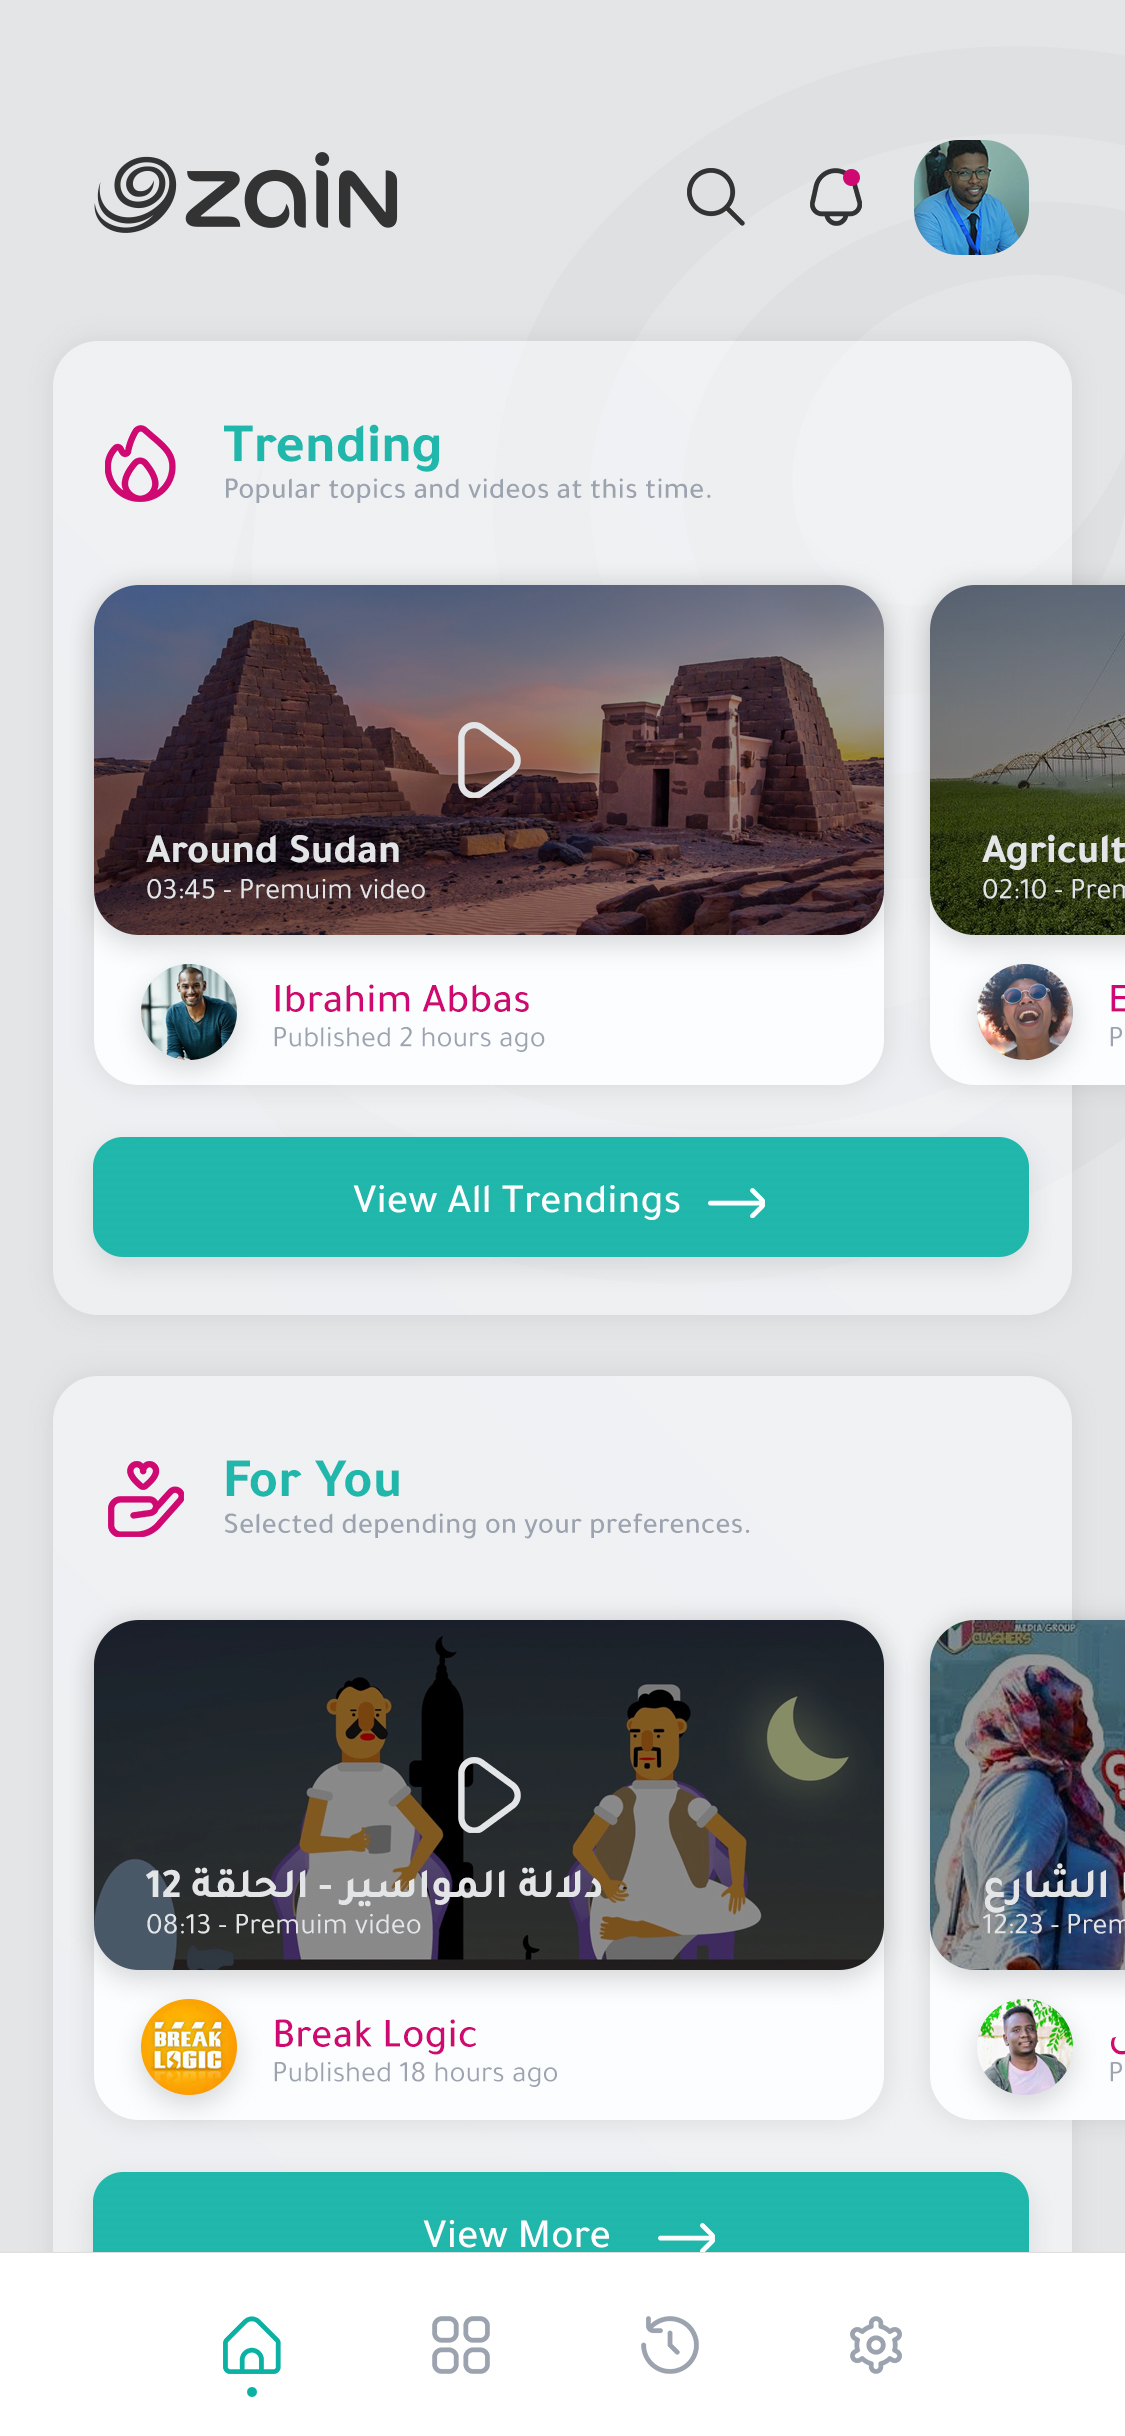 zain
Trending
Popular topics and videos at this time.
Around Sudan
03:45 - Premuim video
Agricult
02:10 - Prem
Ibrahim Abbas
Published 2 hours ago
E
P
View All Trendings
For You
Selected depending on your preferences.
MEDIA GROUP
CLASHERS
دلالة المواسير - الحلقة 12
08:13 - Premuim video
الشارع
12:23 - Prem
BREAK
LOGIC
Break Logic
Published 18 hours ago
P
View More